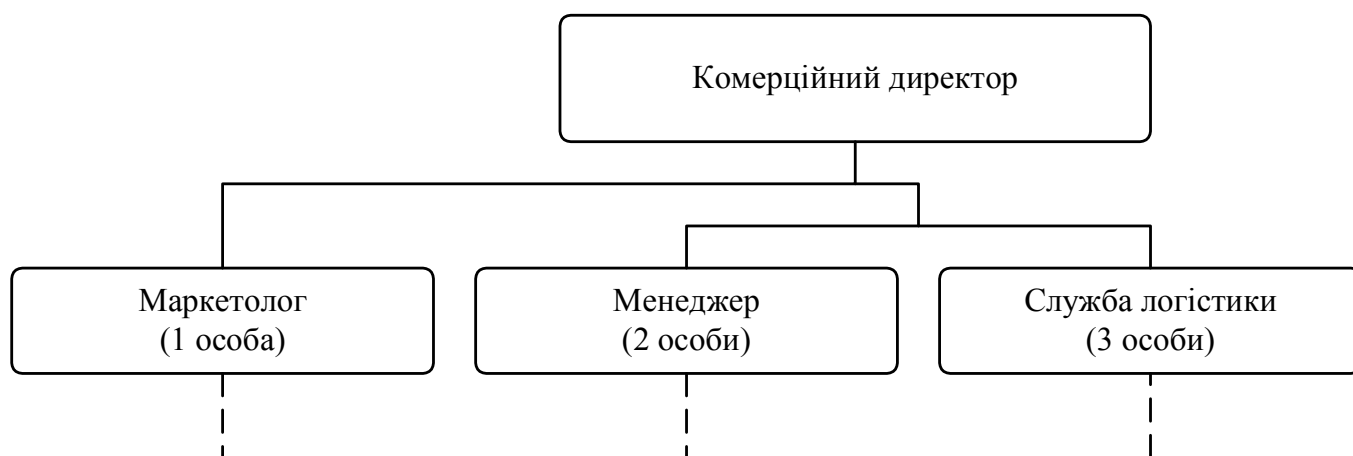 Комерційний директор
Маркетолог
(1 особа)
Менеджер
(2 особи)
Служба логістики
(3 особи)